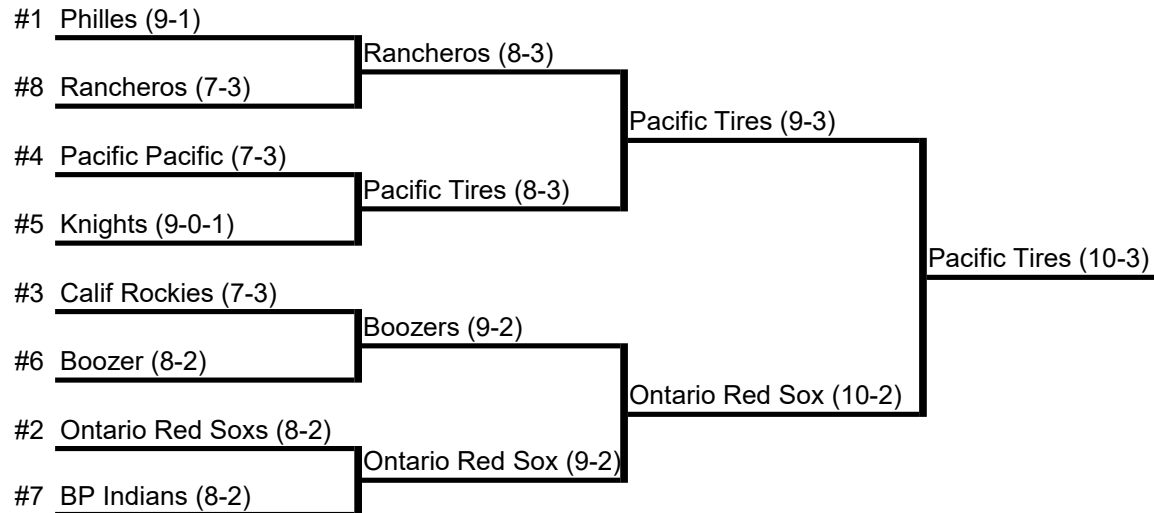 #1 Philles (9-1)
Rancheros (8-3)
#8 Rancheros (7-3)
Pacific Tires (9-3)
#4 Pacific Pacific (7-3)
Pacific Tires (8-3)
#5 Knights (9-0-1)
Pacific Tires (10-3)
#3 Calif Rockies (7-3)
Boozers (9-2)
#6 Boozer (8-2)
Ontario Red Sox (10-2)
#2 Ontario Red Soxs (8-2)
Ontario Red Sox (9-2)
#7 BP Indians (8-2)